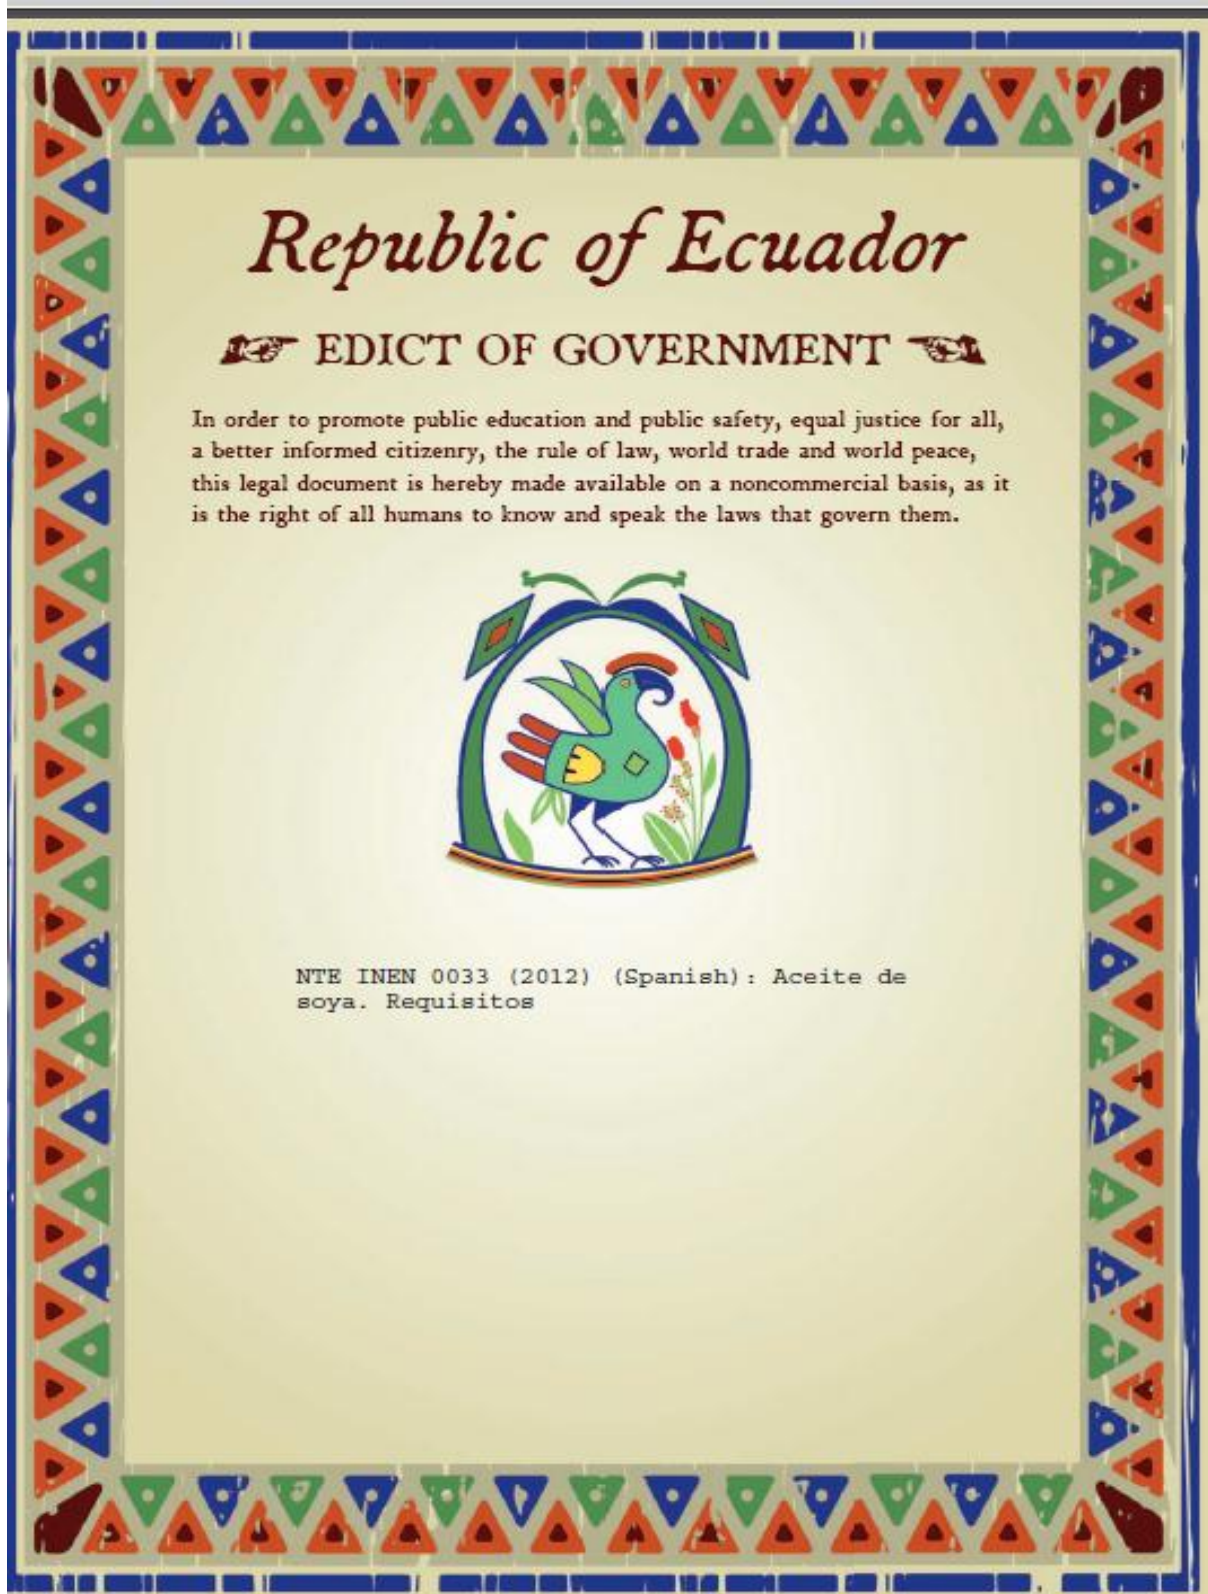 Republic of Ecuador
EDICT OF GOVERNMENT
In order to promote public education and public safety, equal justice for all,
a better informed citizenry, the rule of law, world trade and world peace,
this legal document is hereby made available on a noncommercial basis, as it
is the right of all humans to know and speak the laws that govern them.
NTE INEN 0033 (2012) (Spanish): Aceite de
soya. Requisitos